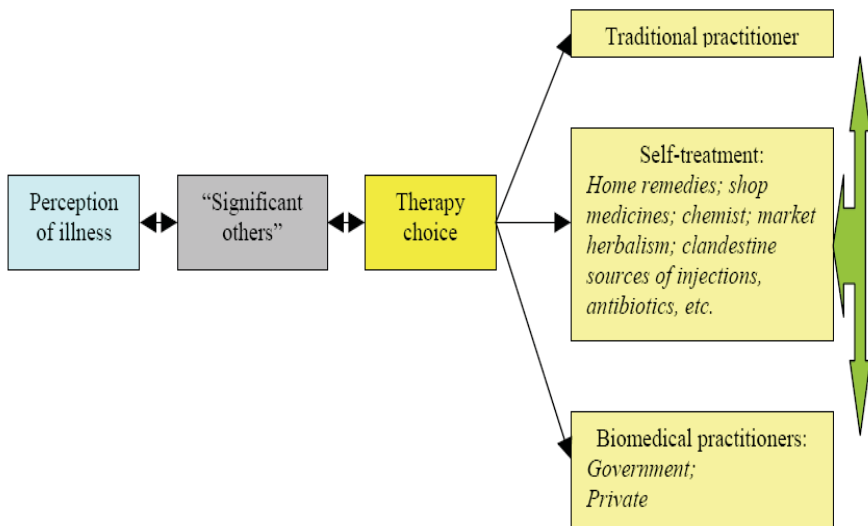 Traditional practitioner
Self-treatment:
Home remedies; shop
medicines; chemist; market
herbalism; clandestine
sources of injections,
antibiotics, etc.
Perception
of illness
“Significant
others”
Therapy
choice
Biomedical practitioners:
Government;
Private